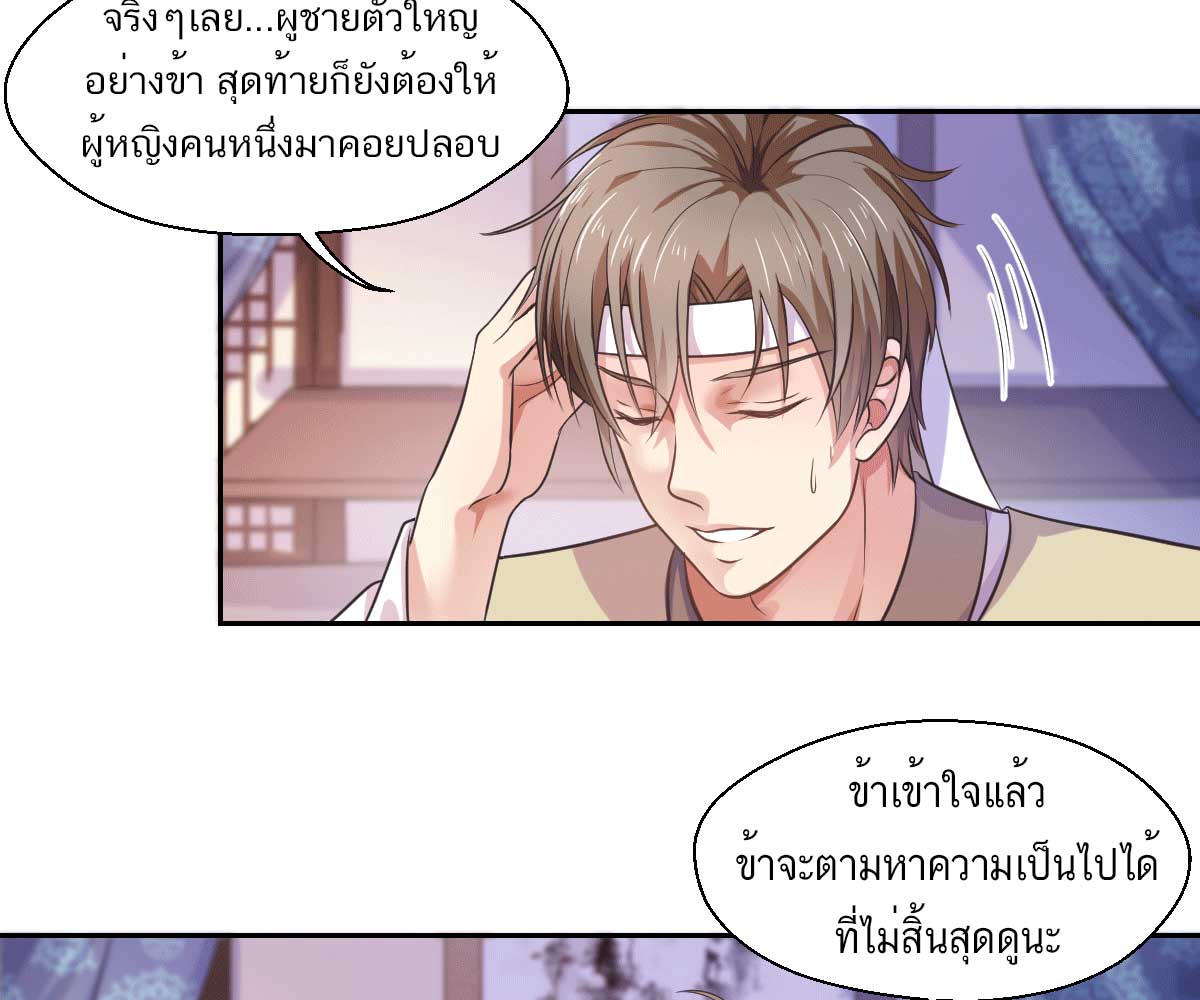 จริงๆเลย...ผู้ชายตัวใหญ่
อย่างข้า สุดท้ายก็ยังต้องให้
ผู้หญิงคนหนึ่งมาคอยปลอบ
ข้าเข้าใจแล้ว
ข้าจะตามหาความเป็นไปได้
ที่ไม่สิ้นสุดดูนะ